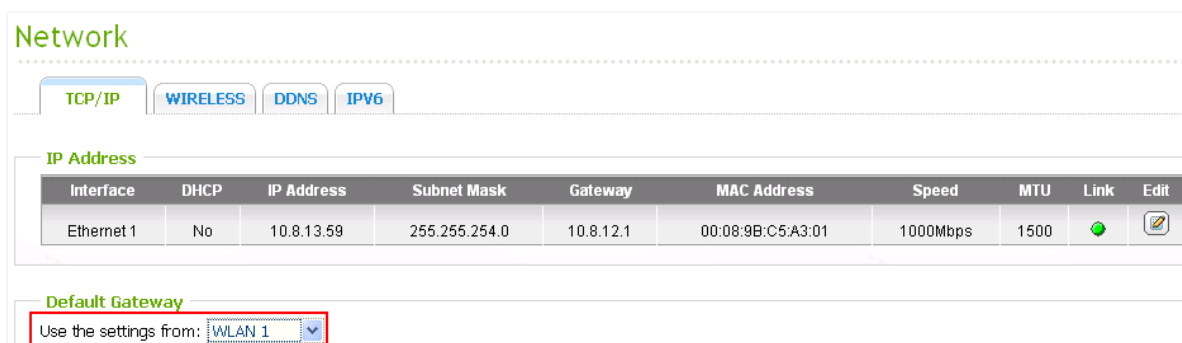 Network
TCP/IP WIRELESS DDNS IPV6
IP Address
Interface DHCP IP Address Subnet Mask Gateway MAC Address Speed MTU Link Edit
Ethernet 1 No 10.8.13.59 255.255.254.0 10.8.12.1 00:08:9B:C5:A3:01 1000Mbps 1500
Default Gateway
Use the settings from: WLAN 1